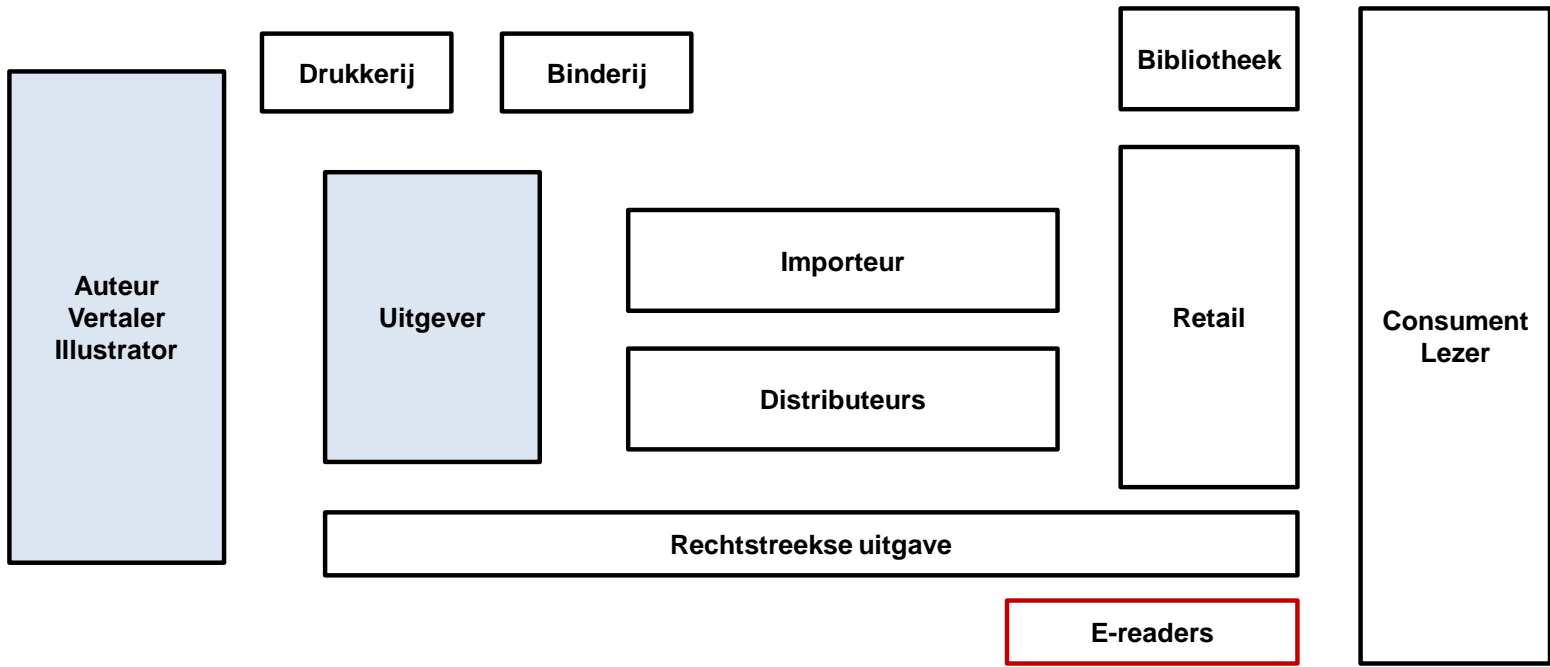 Drukkerij
Binderij
Bibliotheek
Auteur
Vertaler
Illustrator
Uitgever
Importeur
Distributeurs
Retail
Consument
Lezer
Rechtstreekse uitgave
E-readers